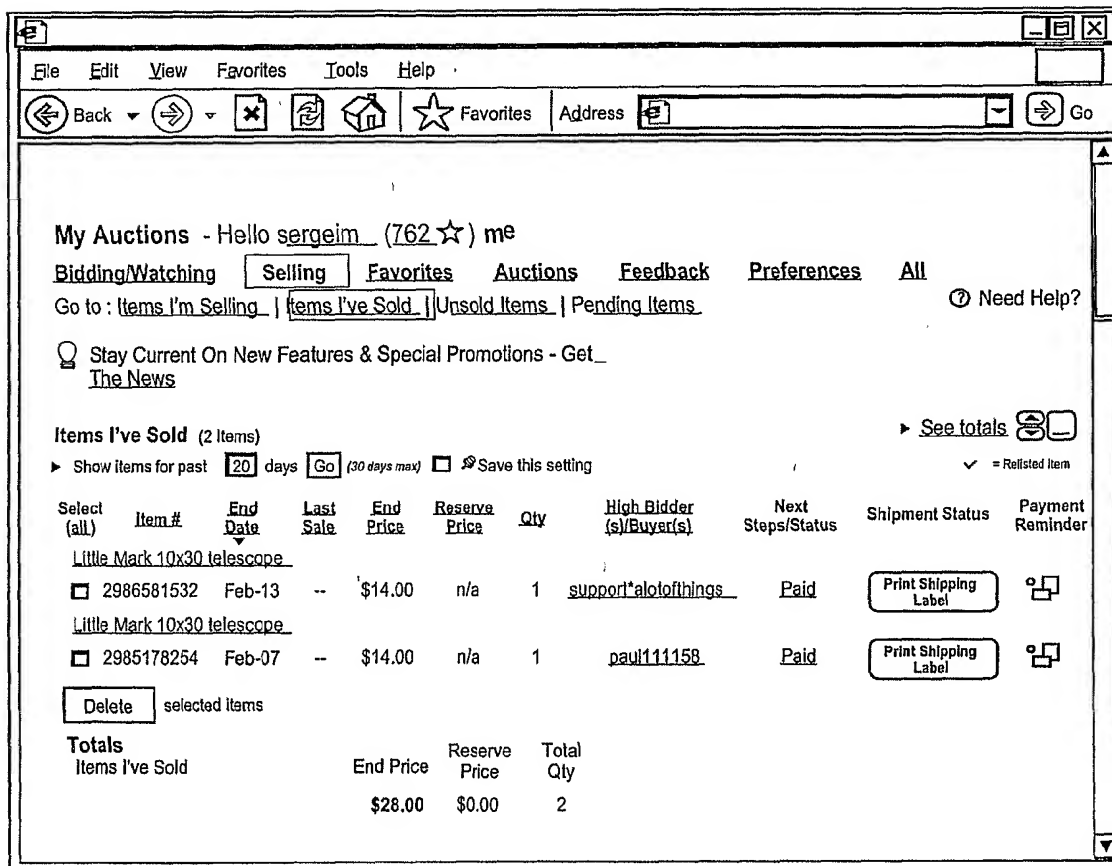 File Edit View Favorites Tools Help
Back Favorites Address Go
My Auctions - Hello sergeim (762 ☆) me
Bidding/Watching Selling Favorites Auctions Feedback Preferences All
Go to : Items I'm Selling | Items I've Sold | Unsold Items | Pending Items
Need Help?
Stay Current On New Features & Special Promotions - Get
The News
Items I've Sold (2 Items)
See totals
Show items for past 20 days Go (30 days max) Save this setting
✓ = Relisted Item
Select (all) Item # End Date Last Sale End Price Reserve Price Qty High Bidder (s)/Buyer(s) Next Steps/Status Shipment Status Payment Reminder
Little Mark 10x30 telescope
2986581532 Feb-13 -- $14.00 n/a 1 support*alotofthings Paid Print Shipping Label
Little Mark 10x30 telescope
2985178254 Feb-07 -- $14.00 n/a 1 paul111158 Paid Print Shipping Label
Delete selected items
Totals
Items I've Sold End Price Reserve Price Total Qty
$28.00 $0.00 2